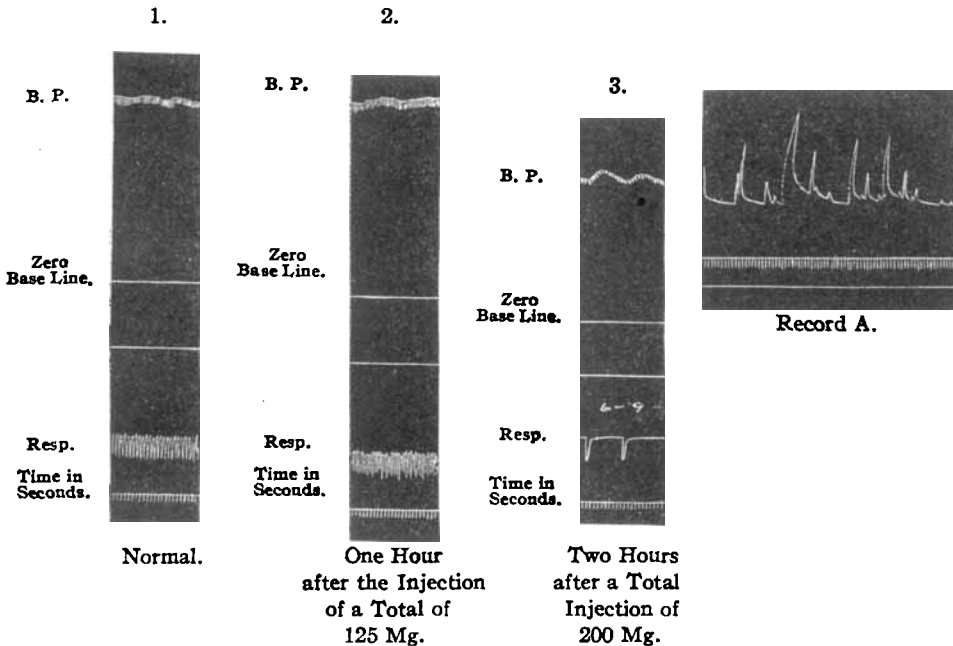 1.
B. P.
Zero
Base Line.
Resp.
Time in
Seconds.
Normal.
2.
B. P.
Zero
Base Line.
Resp.
Time in
Seconds.
One Hour
after the Injection
of a Total of
125 Mg.
3.
B. P.
Zero
Base Line.
6-9-
Resp.
Time in
Seconds.
Two Hours
after a Total
Injection of
200 Mg.
Record A.